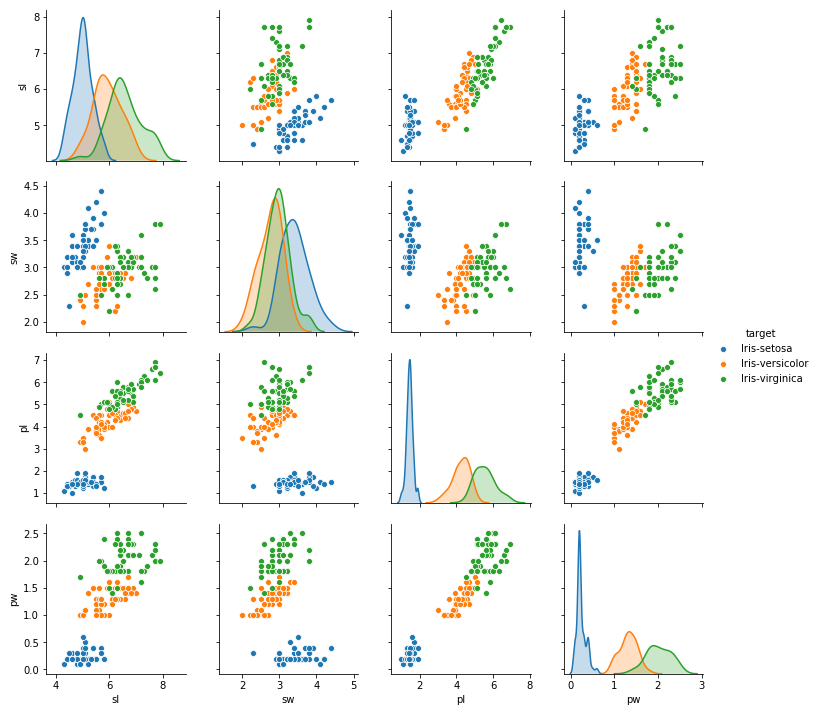 8
7
6
5
sl
4.5
4.0
3.5
3.0
2.5
2.0
sw
target
Iris-setosa
Iris-versicolor
Iris-virginica
7
6
5
4
3
2
1
pl
2.5
2.0
1.5
1.0
0.5
0.0
pw
4 6 8
sl
2 3 4 5
sw
2 4 6 8
pl
0 1 2 3
pw